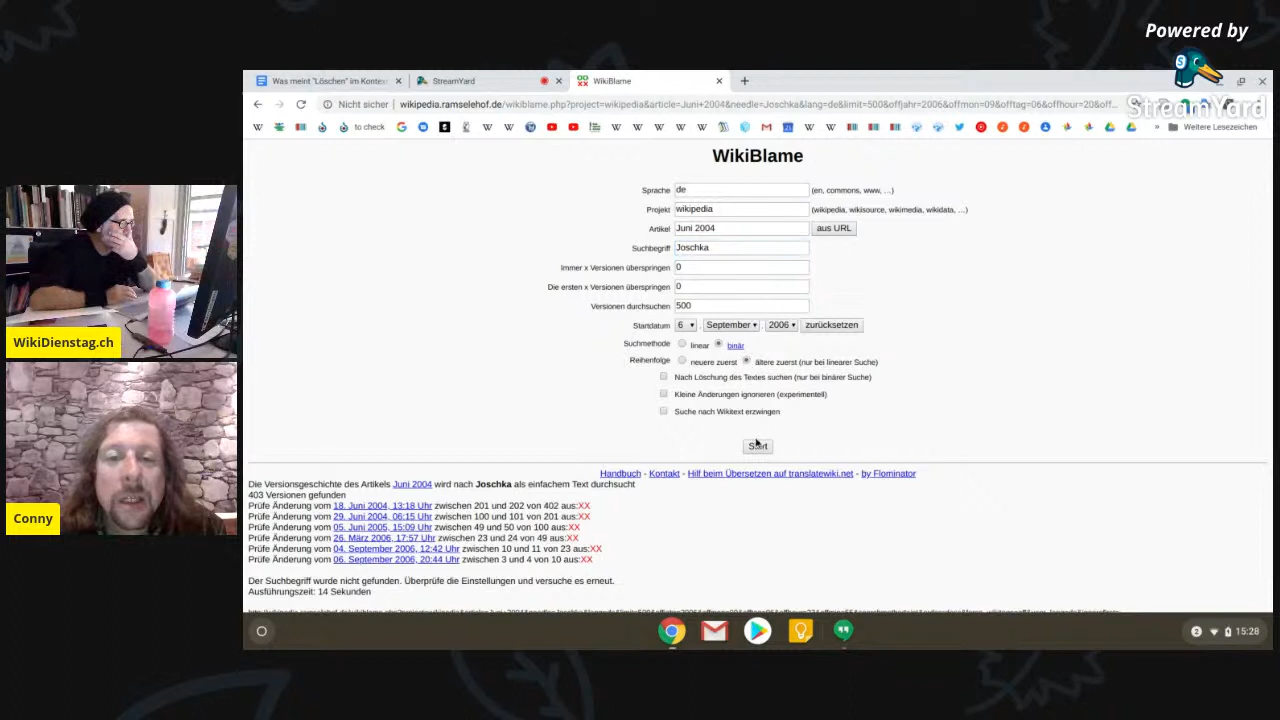 Powered by
StreamYard
Was meint "Löschen" im Kontex
StreamYard
WikiBlame
Nicht sicher
wikipedia.ramselehof.de/wikiblame.php?project=wikipedia&article=Juni+2004&needle=Joschka&lang=de&limit=500&offjahr=2006&offmon=09&offtag=06&offhour=20&off...
to check
Weitere Lesezeichen
WikiBlame
Sprache de (en, commons, www, ...)
Projekt wikipedia (wikipedia, wikisource, wikimedia, wikidata, ...)
Artikel Juni 2004 aus URL
Suchbegriff Joschka
Immer x Versionen überspringen 0
Die ersten x Versionen überspringen 0
Versionen durchsuchen 500
Startdatum 6 . September . 2006 zurücksetzen
Suchmethode linear binär
Reihenfolge neuere zuerst ältere zuerst (nur bei linearer Suche)
Nach Löschung des Textes suchen (nur bei binärer Suche)
Kleine Änderungen ignorieren (experimentell)
Suche nach Wikitext erzwingen
Start
Handbuch - Kontakt - Hilf beim Übersetzen auf translatewiki.net - by Flominator
Die Versionsgeschichte des Artikels Juni 2004 wird nach Joschka als einfachem Text durchsucht
403 Versionen gefunden
Prüfe Änderung vom 18. Juni 2004, 13:18 Uhr zwischen 201 und 202 von 402 aus:XX
Prüfe Änderung vom 29. Juni 2004, 06:15 Uhr zwischen 100 und 101 von 201 aus:XX
Prüfe Änderung vom 05. Juni 2005, 15:09 Uhr zwischen 49 und 50 von 100 aus:XX
Prüfe Änderung vom 26. März 2006, 17:57 Uhr zwischen 23 und 24 von 49 aus:XX
Prüfe Änderung vom 04. September 2006, 12:42 Uhr zwischen 10 und 11 von 23 aus:XX
Prüfe Änderung vom 06. September 2006, 20:44 Uhr zwischen 3 und 4 von 10 aus:XX
Der Suchbegriff wurde nicht gefunden. Überprüfe die Einstellungen und versuche es erneut.
Ausführungszeit: 14 Sekunden
2
15:28
WikiDienstag.ch
Conny